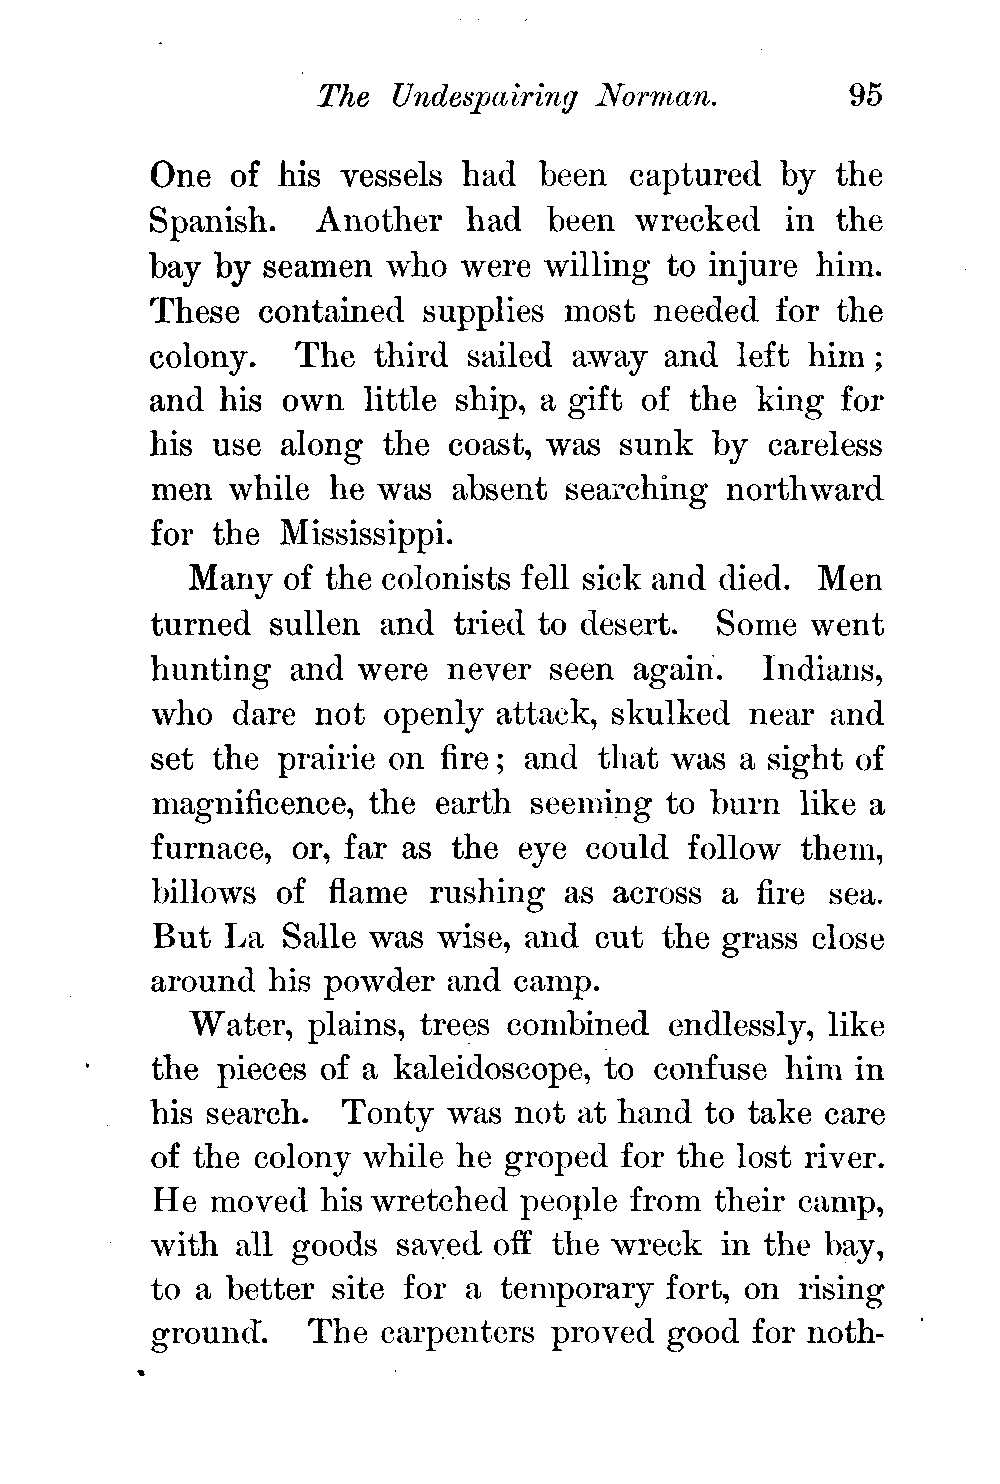 The Undespairing Norman. 95
One of his vessels had been captured by the
Spanish. Another had been wrecked in the
bay by seamen who were willing to injure him.
These contained supplies most needed for the
colony. The third sailed away and left him ;
and his own little ship, a gift of the king for
his use along the coast, was sunk by careless
men while he was absent searching northward
for the Mississippi.
Many of the colonists fell sick and died. Men
turned sullen and tried to desert. Some went
hunting and were never seen again. Indians,
who dare not openly attack, skulked near and
set the prairie on fire ; and that was a sight of
magnificence, the earth seeming to burn like a
furnace, or, far as the eye could follow them,
billows of flame rushing as across a fire sea.
But La Salle was wise, and cut the grass close
around his powder and camp.
Water, plains, trees combined endlessly, like
the pieces of a kaleidoscope, to confuse him in
his search. Tonty was not at hand to take care
of the colony while he groped for the lost river.
He moved his wretched people from their camp,
with all goods saved off the wreck in the bay,
to a better site for a temporary fort, on rising
ground. The carpenters proved good for noth-